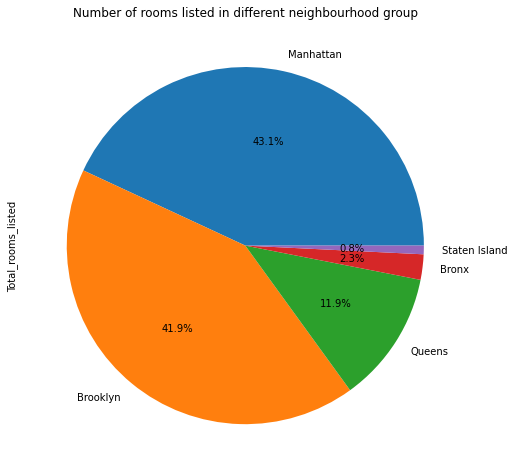 Number of rooms listed in different neighbourhood group
Manhattan
43.1%
Total_rooms_listed
0.8%
Staten Island
2.3%
Bronx
11.9%
41.9%
Queens
Brooklyn